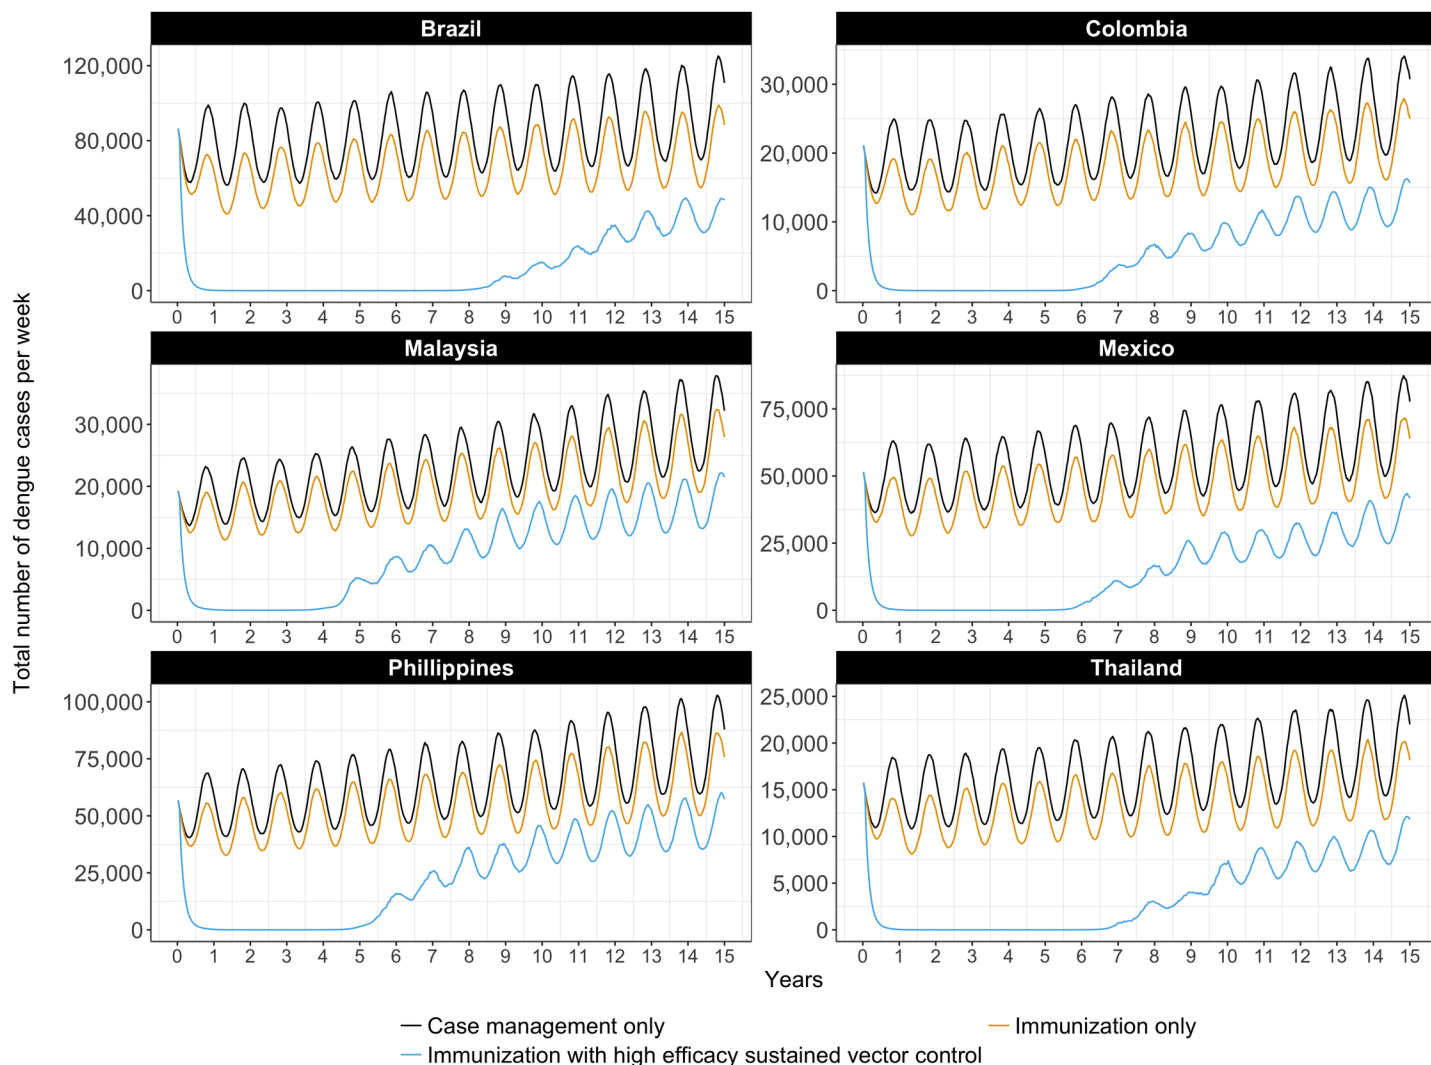 Brazil
Colombia
120,000
80,000
40,000
0
30,000
20,000
10,000
0
0 1 2 3 4 5 6 7 8 9 10 11 12 13 14 15
0 1 2 3 4 5 6 7 8 9 10 11 12 13 14 15
Malaysia
Mexico
30,000
20,000
10,000
0
75,000
50,000
25,000
0
0 1 2 3 4 5 6 7 8 9 10 11 12 13 14 15
0 1 2 3 4 5 6 7 8 9 10 11 12 13 14 15
Phillippines
Thailand
100,000
75,000
50,000
25,000
0
25,000
20,000
15,000
10,000
5,000
0
0 1 2 3 4 5 6 7 8 9 10 11 12 13 14 15
0 1 2 3 4 5 6 7 8 9 10 11 12 13 14 15
Total number of dengue cases per week
Years
Case management only
Immunization only
Immunization with high efficacy sustained vector control